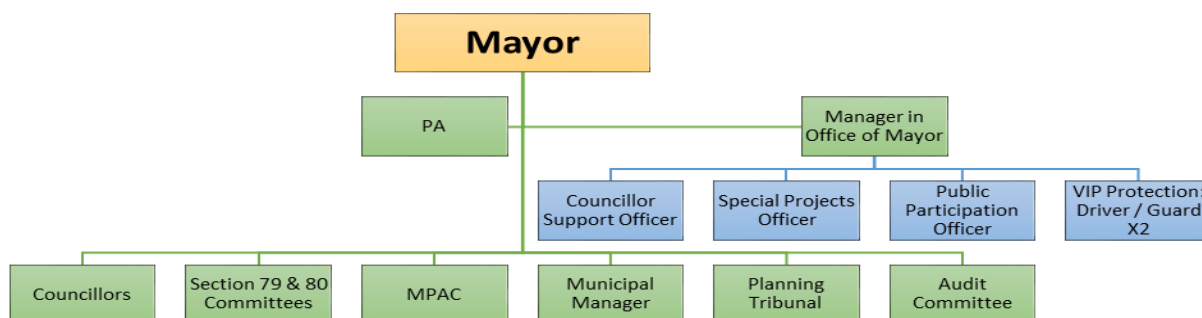 Mayor
PA
Manager in
Office of Mayor
Councillor
Support Officer
Special Projects
Officer
Public
Participation
Officer
VIP Protection:
Driver / Guard
X2
Councillors
Section 79 & 80
Committees
MPAC
Municipal
Manager
Planning
Tribunal
Audit
Committee